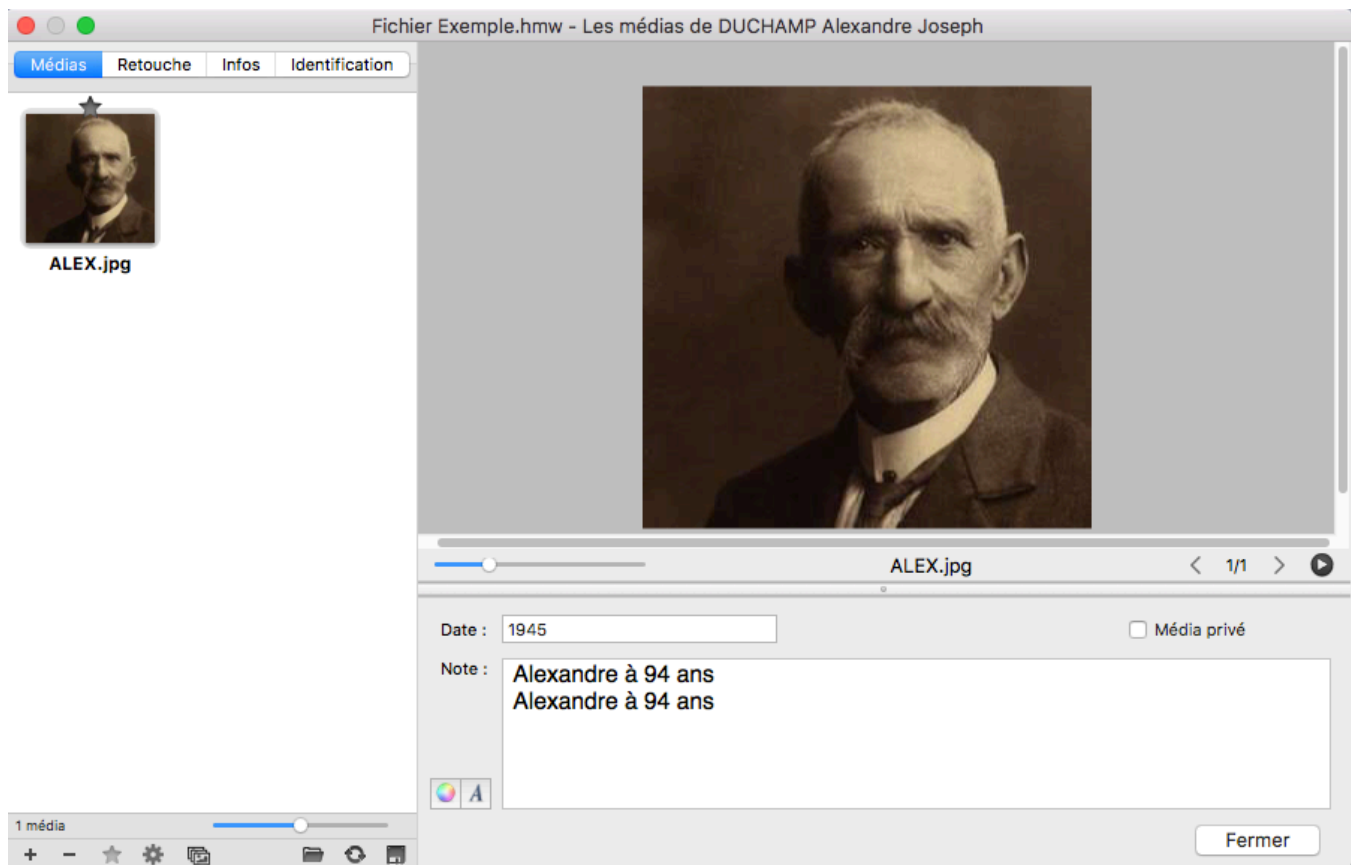 Fichier Exemple.hmw - Les médias de DUCHAMP Alexandre Joseph
Médias Retouche Infos Identification
ALEX.jpg
ALEX.jpg 1/1
Date : 1945 Média privé
Note : Alexandre à 94 ans
Alexandre à 94 ans
A
1 média
Fermer